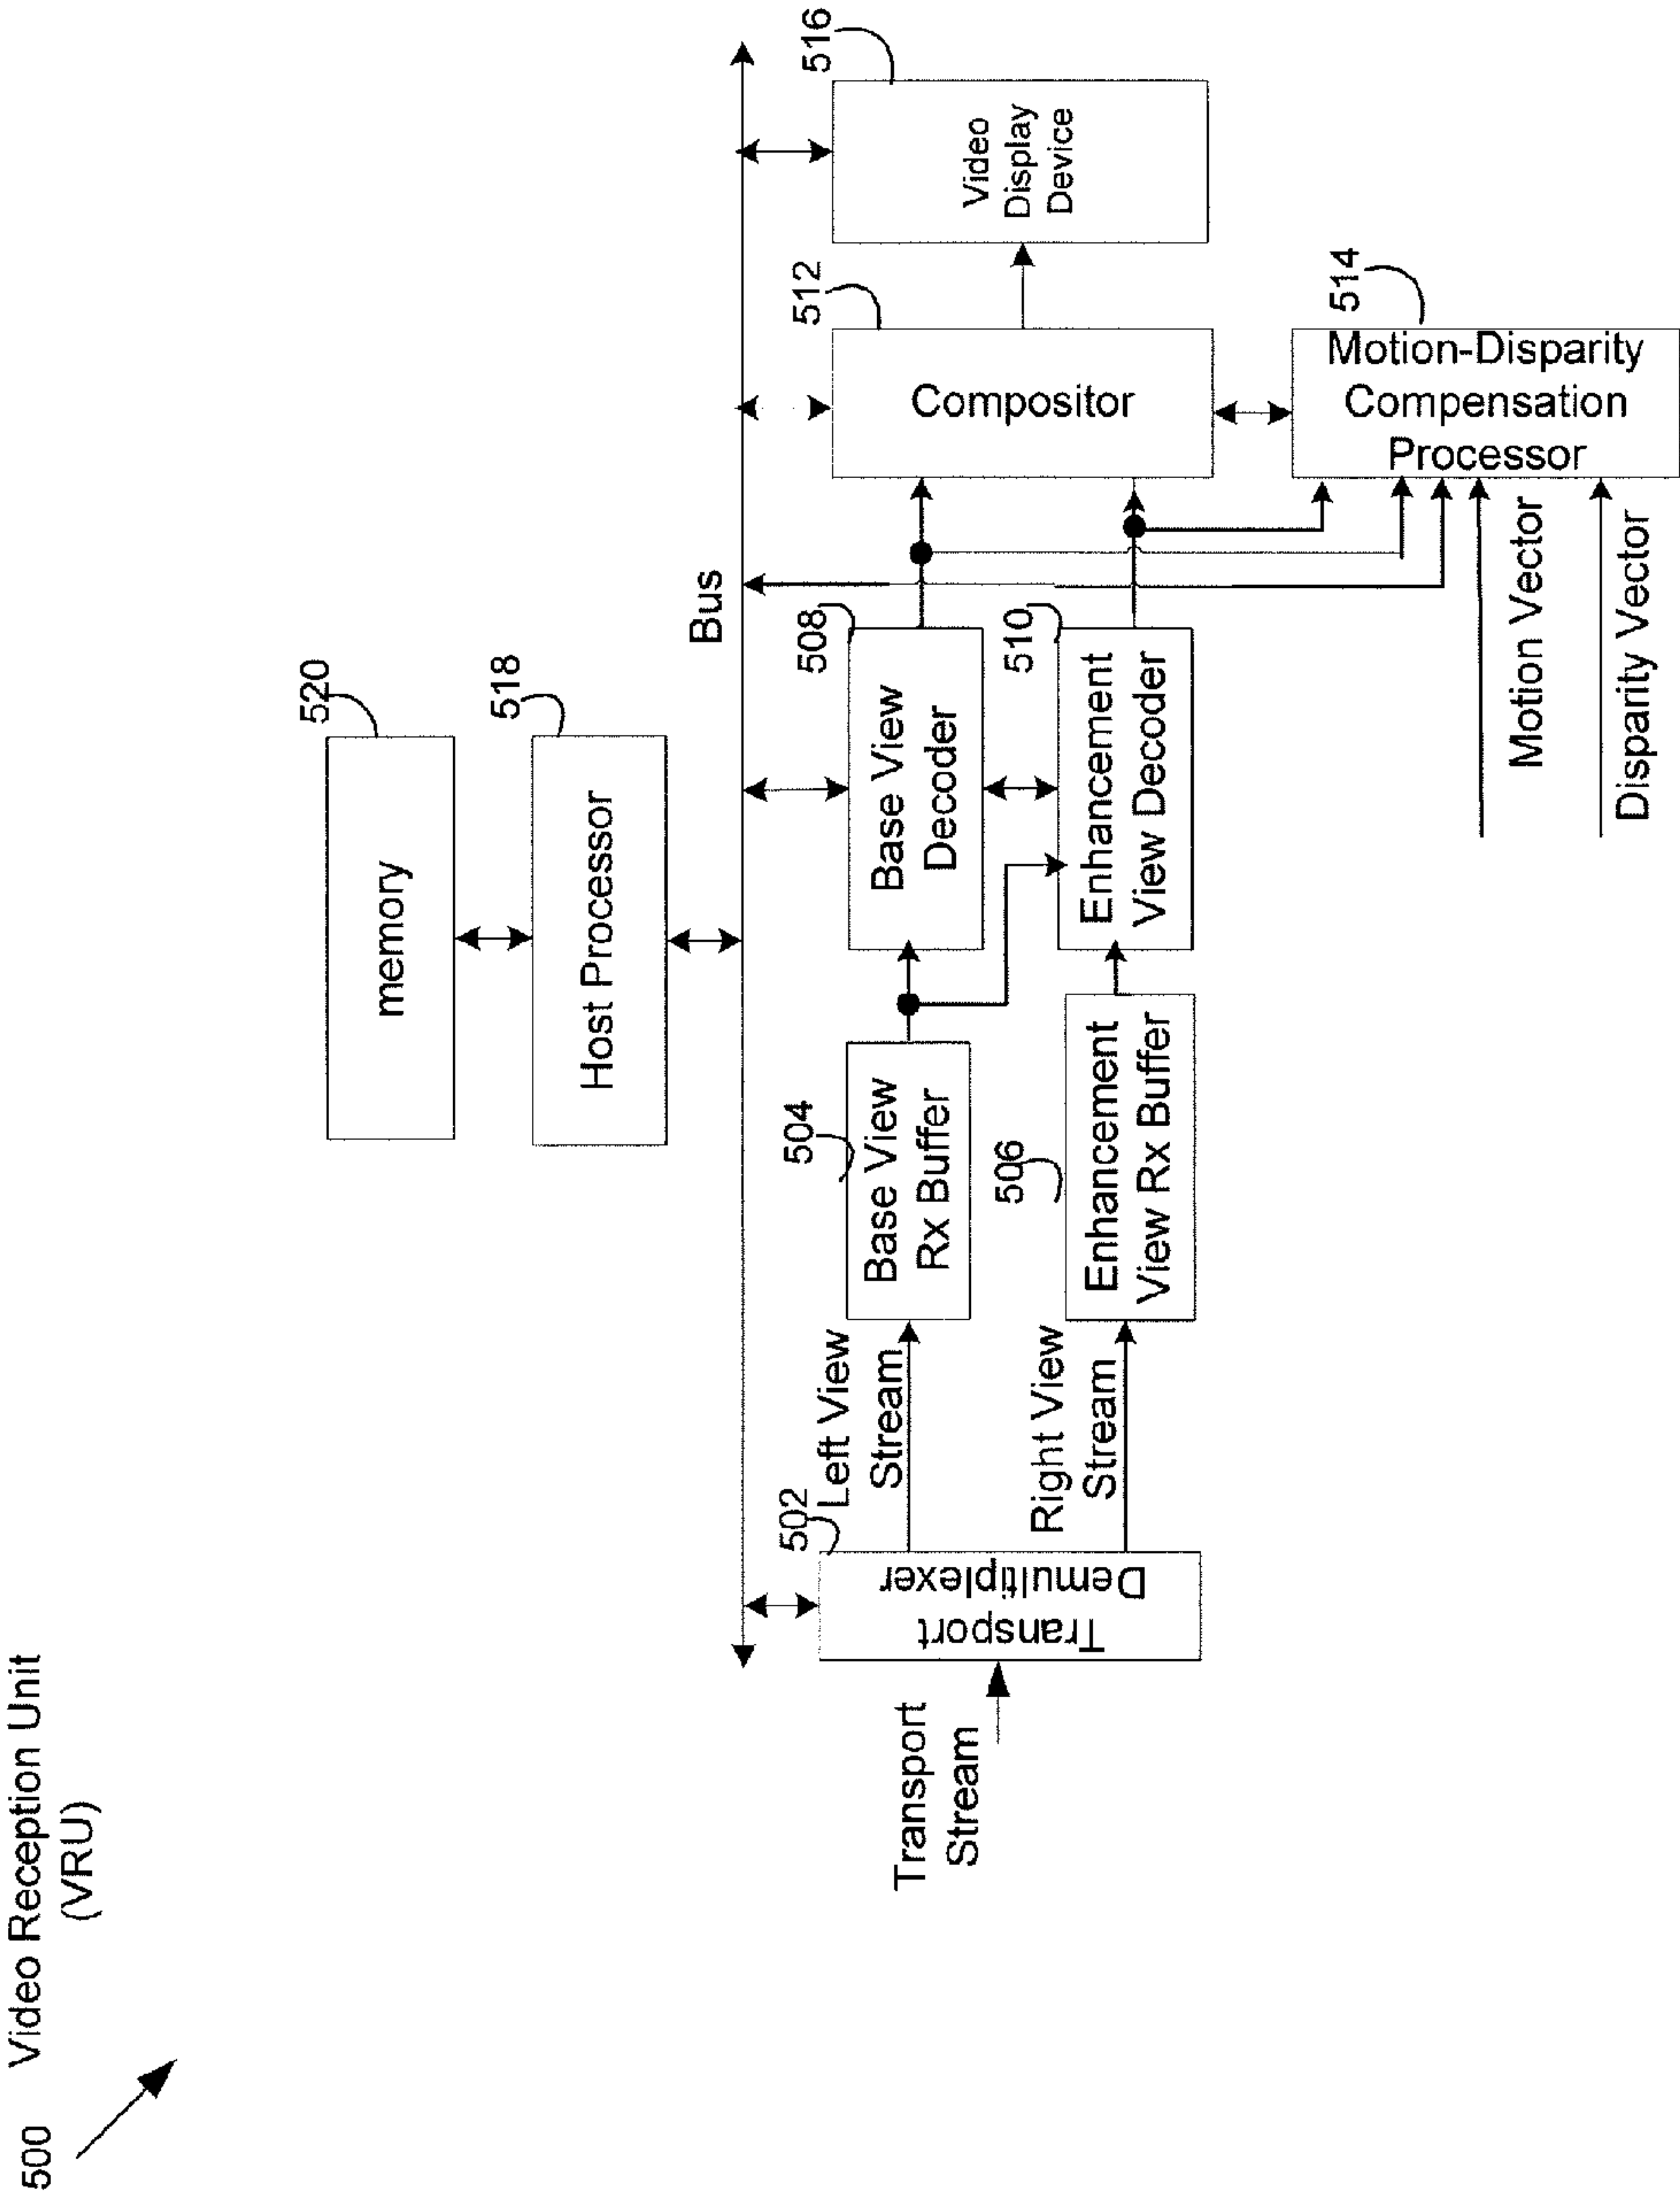 500 Video Reception Unit
(VRU)
520
memory
518
Host Processor
Bus
Transport
Stream
502
Transport
Demultiplexer
Left View
Stream
Right View
Stream
504
Base View
Rx Buffer
506
Enhancement
View Rx Buffer
508
Base View
Decoder
510
Enhancement
View Decoder
512
Compositor
514
Motion-Disparity
Compensation
Processor
Motion Vector
Disparity Vector
516
Video
Display
Device